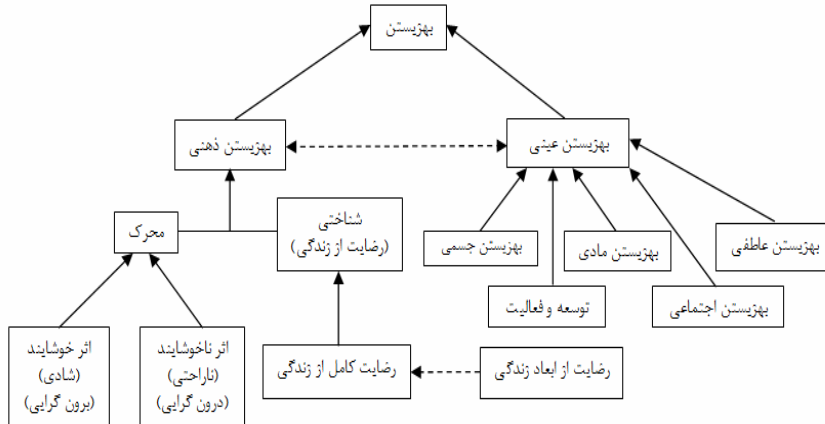 بهزیستن
بهزیستن ذهنی
بهزیستن عینی
محرک
شناختی
(رضایت از زندگی)
بهزیستن جسمی
بهزیستن مادی
بهزیستن عاطفی
توسعه و فعالیت
بهزیستن اجتماعی
اثر خوشایند
(شادی)
(برون گرایی)
اثر ناخوشایند
(ناراحتی)
(درون گرایی)
رضایت کامل از زندگی
رضایت از ابعاد زندگی